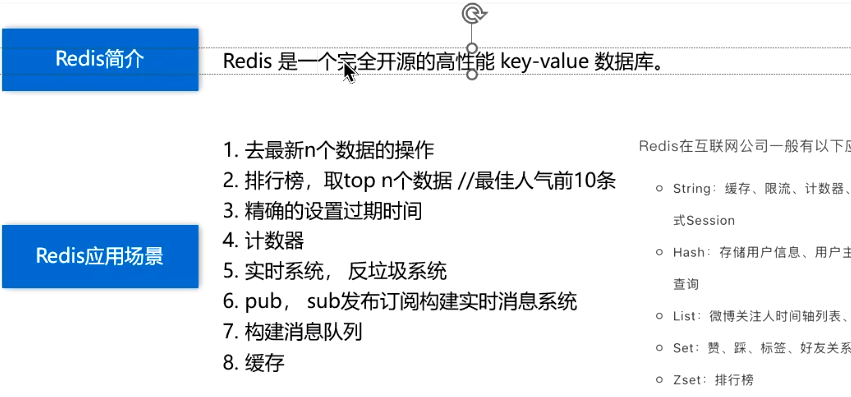 Redis简介
Redis 是一个完全开源的高性能 key-value 数据库。
Redis应用场景
1. 去最新n个数据的操作
2. 排行榜，取top n个数据 //最佳人气前10条
3. 精确的设置过期时间
4. 计数器
5. 实时系统， 反垃圾系统
6. pub， sub发布订阅构建实时消息系统
7. 构建消息队列
8. 缓存
Redis在互联网公司一般有以下应
String：缓存、限流、计数器、
式Session
Hash：存储用户信息、用户主
查询
List：微博关注人时间轴列表、
Set：赞、踩、标签、好友关系
Zset：排行榜